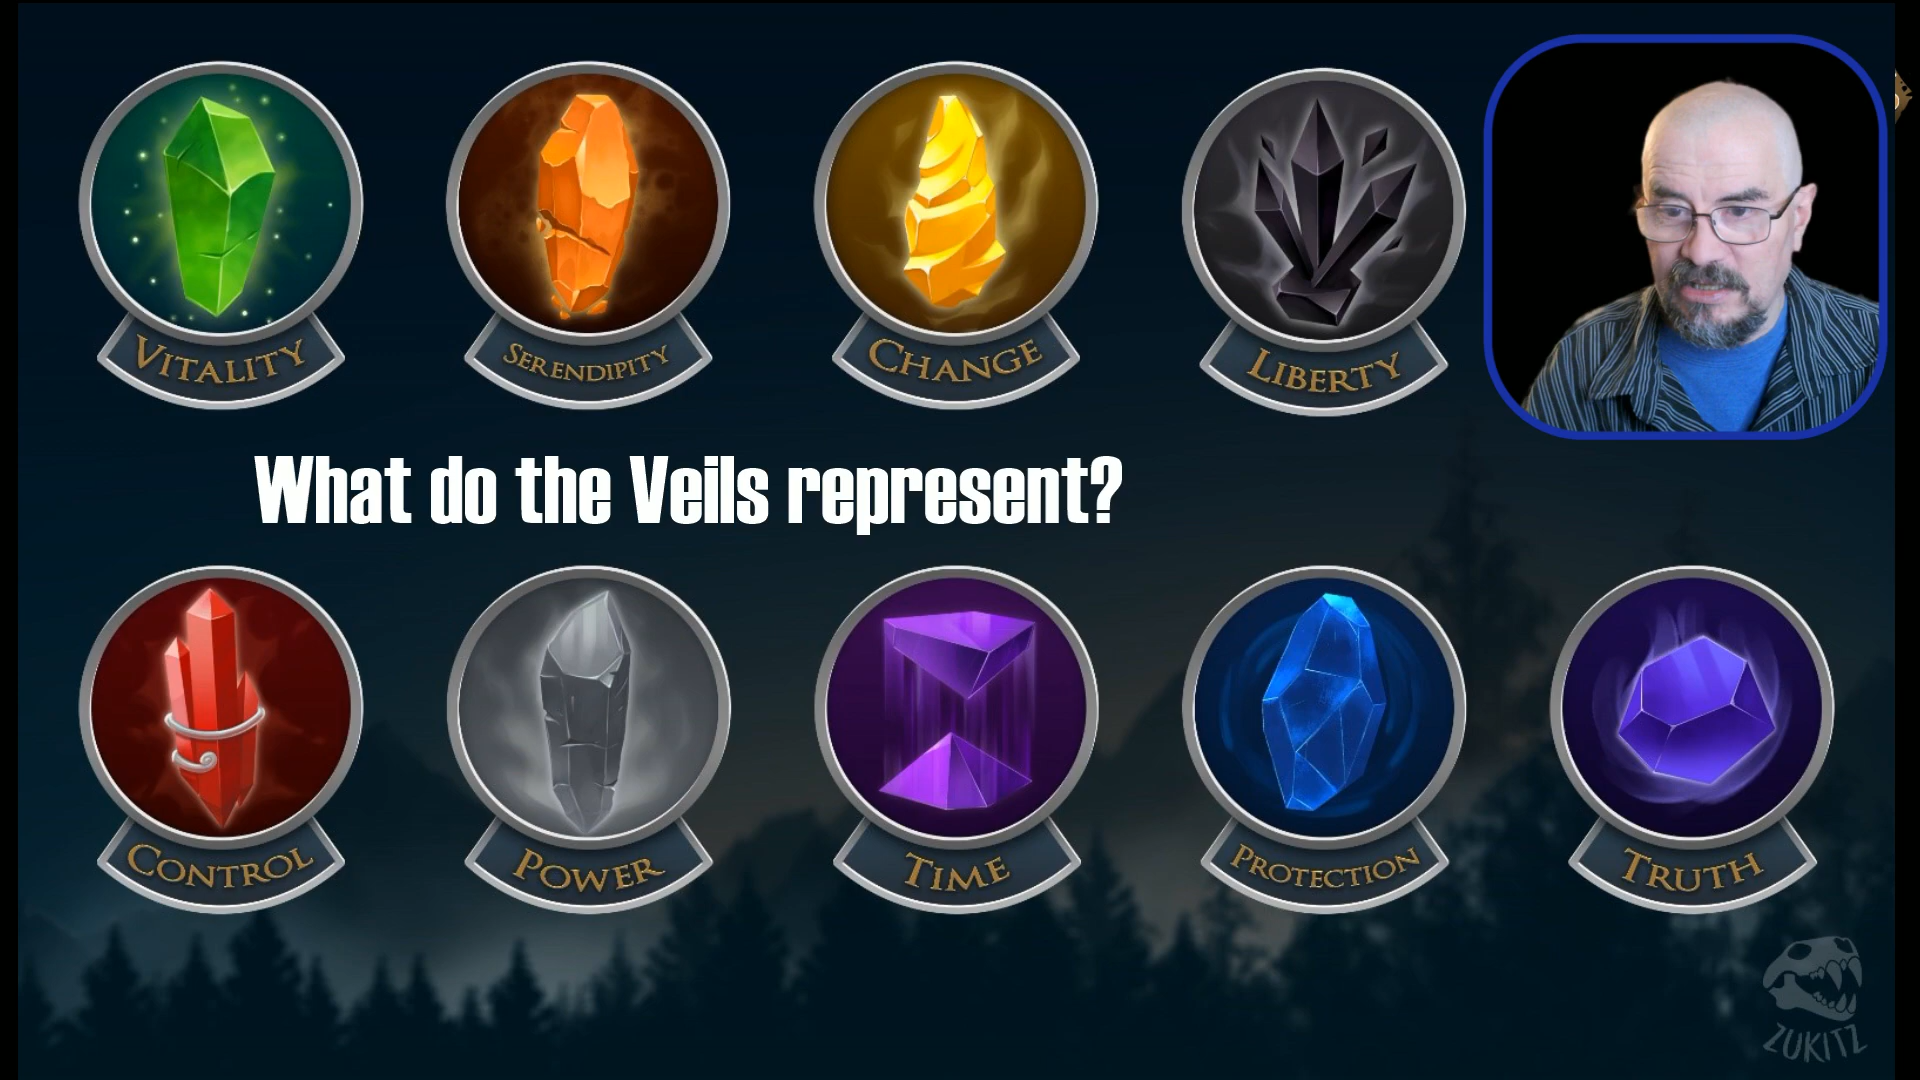 VITALITY
SERENDIPITY
CHANGE
LIBERTY
What do the Veils represent?
CONTROL
POWER
TIME
PROTECTION
TRUTH
ZUKITZ